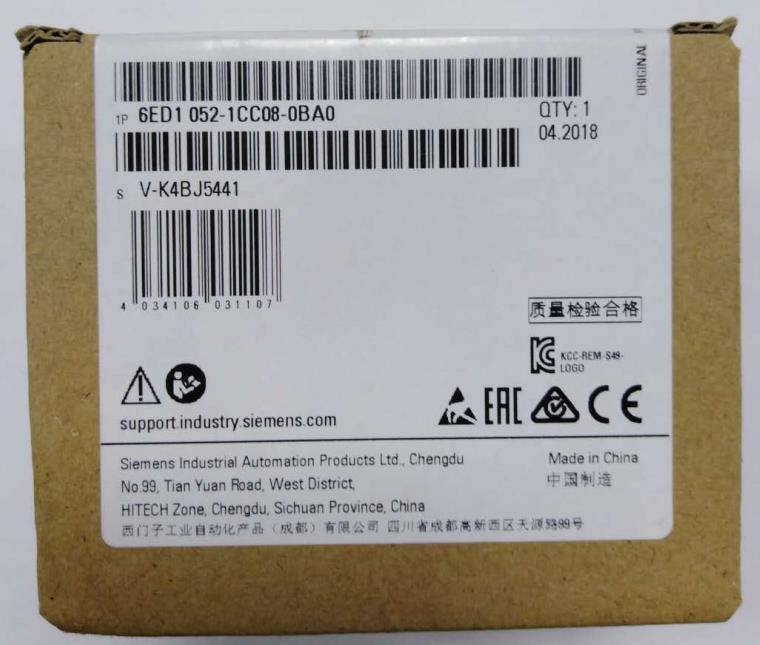 ORIGINAL
1P 6ED1 052-1CC08-0BA0
QTY: 1
04.2018
S V-K4BJ5441
4 034106 031107
质量检验合格
KCC-REM-S49-
LOGO
EAC
CE
support.industry.siemens.com
Siemens Industrial Automation Products Ltd., Chengdu
No.99, Tian Yuan Road, West District,
HITECH Zone, Chengdu, Sichuan Province, China
西门子工业自动化产品（成都）有限公司 四川省成都高新西区天源路99号
Made in China
中国制造